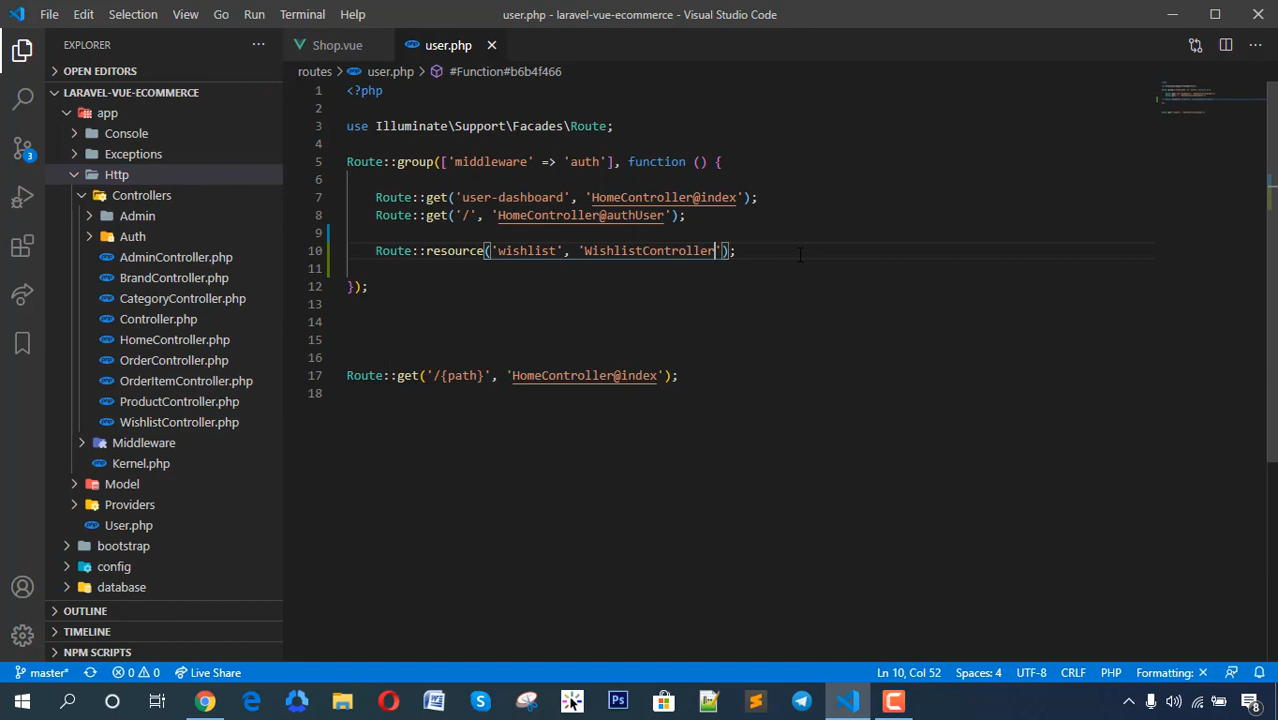 File Edit Selection View Go Run Terminal Help
user.php - laravel-vue-ecommerce - Visual Studio Code
EXPLORER
OPEN EDITORS
LARAVEL-VUE-ECOMMERCE
app
Console
Exceptions
Http
Controllers
Admin
Auth
AdminController.php
BrandController.php
CategoryController.php
Controller.php
HomeController.php
OrderController.php
OrderItemController.php
ProductController.php
WishlistController.php
Middleware
Kernel.php
Model
Providers
User.php
bootstrap
config
database
OUTLINE
TIMELINE
NPM SCRIPTS
3
Shop.vue
user.php
routes > user.php > #Function#b6b4f466
1 <?php
2
3 use Illuminate\Support\Facades\Route;
4
5 Route::group(['middleware' => 'auth'], function () {
6
7 Route::get('user-dashboard', 'HomeController@index');
8 Route::get('/', 'HomeController@authUser');
9
10 Route::resource('wishlist', 'WishlistController');
11
12 });
13
14
15
16
17 Route::get('/{path}', 'HomeController@index');
18
master* 0 0 Live Share
Ln 10, Col 52 Spaces: 4 UTF-8 CRLF PHP Formatting: ×
8